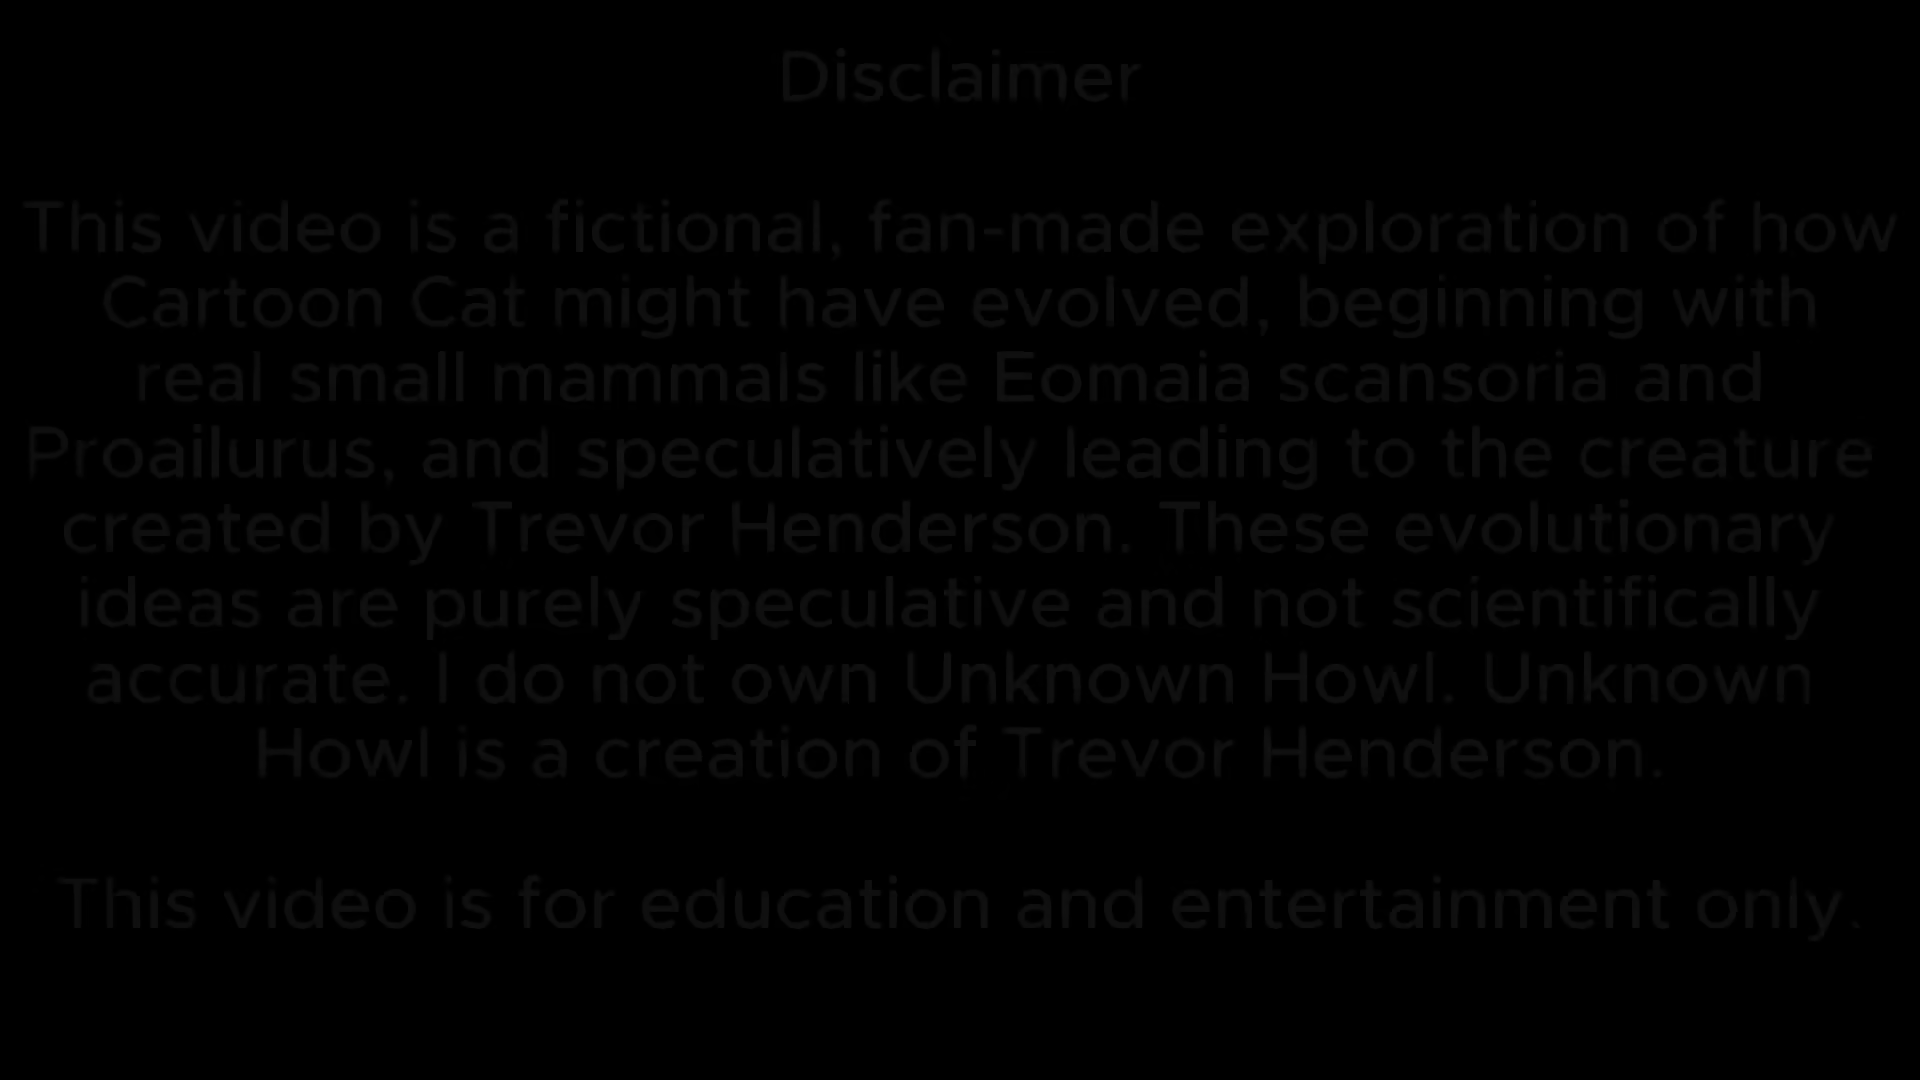 Disclaimer
This video is a fictional, fan-made exploration of how
Cartoon Cat might have evolved, beginning with
real small mammals like Eomaia scansoria and
Proailurus, and speculatively leading to the creature
created by Trevor Henderson. These evolutionary
ideas are purely speculative and not scientifically
accurate. I do not own Unknown Howl. Unknown
Howl is a creation of Trevor Henderson.
This video is for education and entertainment only.